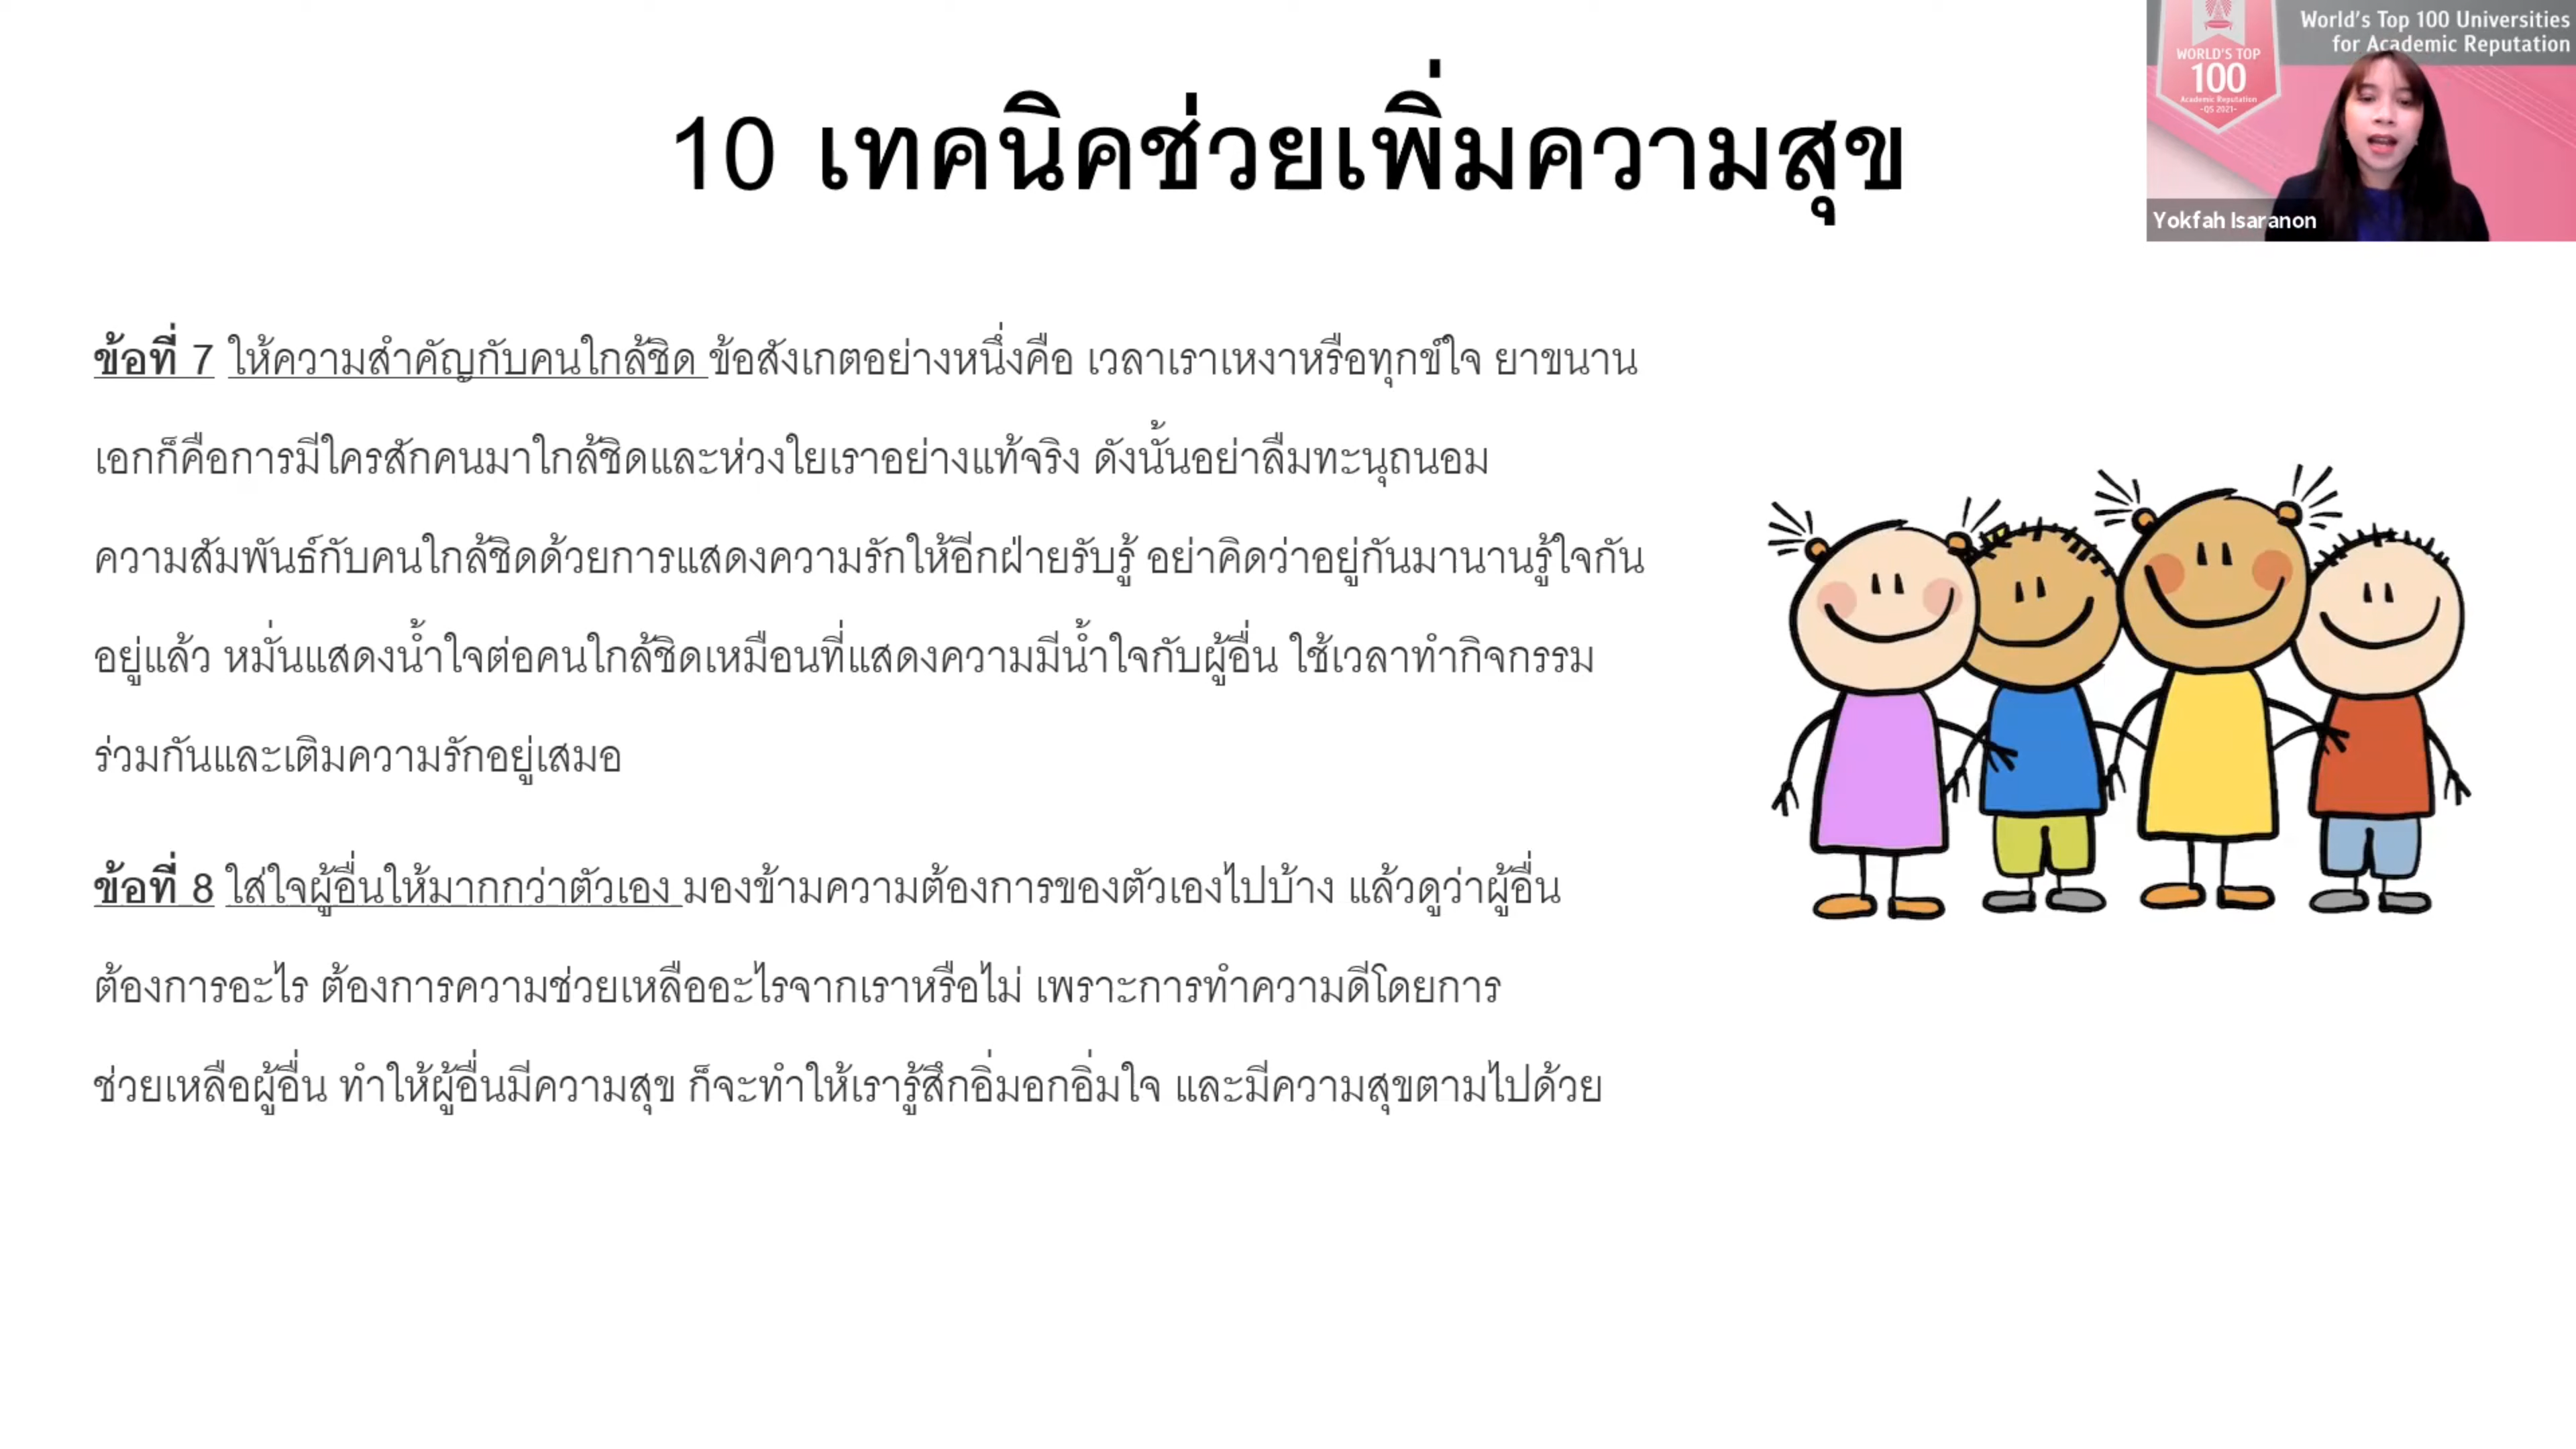 10 เทคนิคช่วยเพิ่มความสุข
World's Top 100 Universities
for Academic Reputation
WORLD'S TOP
100
Academic Reputation
-QS 2021-
Yokfah Isaranon
ข้อที่ 7 ให้ความสำคัญกับคนใกล้ชิด ข้อสังเกตอย่างหนึ่งคือ เวลาเราเหงาหรือทุกข์ใจ ยาขนาน
เอกก็คือการมีใครสักคนมาใกล้ชิดและห่วงใยเราอย่างแท้จริง ดังนั้นอย่าลืมทะนุถนอม
ความสัมพันธ์กับคนใกล้ชิดด้วยการแสดงความรักให้อีกฝ่ายรับรู้ อย่าคิดว่าอยู่กันมานานรู้ใจกัน
อยู่แล้ว หมั่นแสดงน้ำใจต่อคนใกล้ชิดเหมือนที่แสดงความมีน้ำใจกับผู้อื่น ใช้เวลาทำกิจกรรม
ร่วมกันและเติมความรักอยู่เสมอ
ข้อที่ 8 ใส่ใจผู้อื่นให้มากกว่าตัวเอง มองข้ามความต้องการของตัวเองไปบ้าง แล้วดูว่าผู้อื่น
ต้องการอะไร ต้องการความช่วยเหลืออะไรจากเราหรือไม่ เพราะการทำความดีโดยการ
ช่วยเหลือผู้อื่น ทำให้ผู้อื่นมีความสุข ก็จะทำให้เรารู้สึกอิ่มอกอิ่มใจ และมีความสุขตามไปด้วย